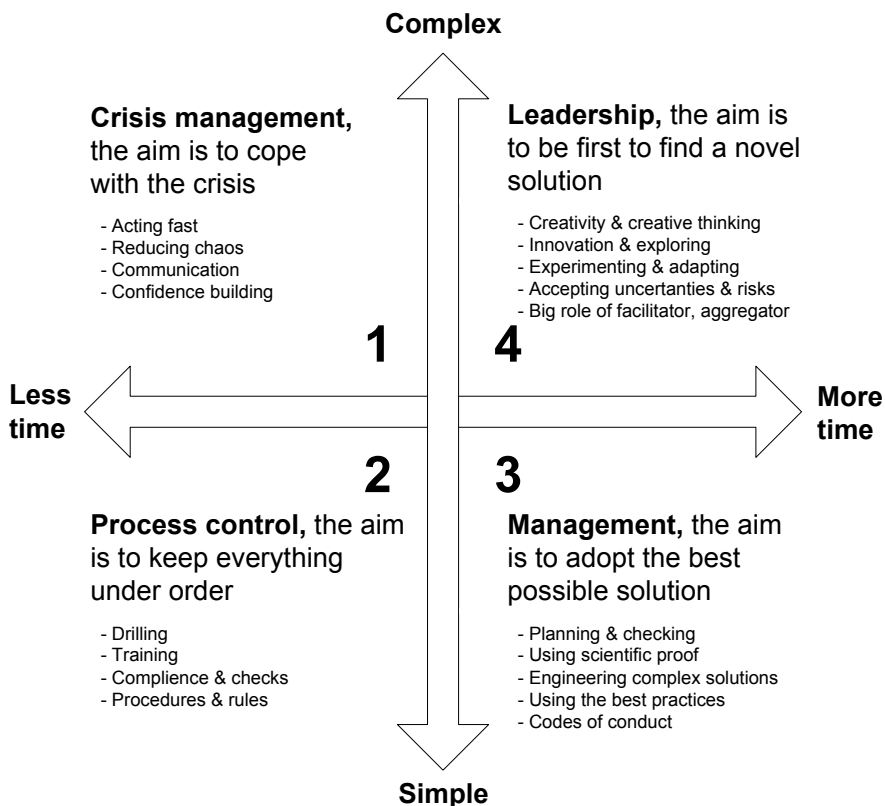 Complex
Crisis management,
the aim is to cope
with the crisis
- Acting fast
- Reducing chaos
- Communication
- Confidence building
Leadership, the aim is
to be first to find a novel
solution
- Creativity & creative thinking
- Innovation & exploring
- Experimenting & adapting
- Accepting uncertanties & risks
- Big role of facilitator, aggregator
1
4
Less
time
More
time
2
3
Process control, the aim
is to keep everything
under order
- Drilling
- Training
- Complience & checks
- Procedures & rules
Management, the aim
is to adopt the best
possible solution
- Planning & checking
- Using scientific proof
- Engineering complex solutions
- Using the best practices
- Codes of conduct
Simple